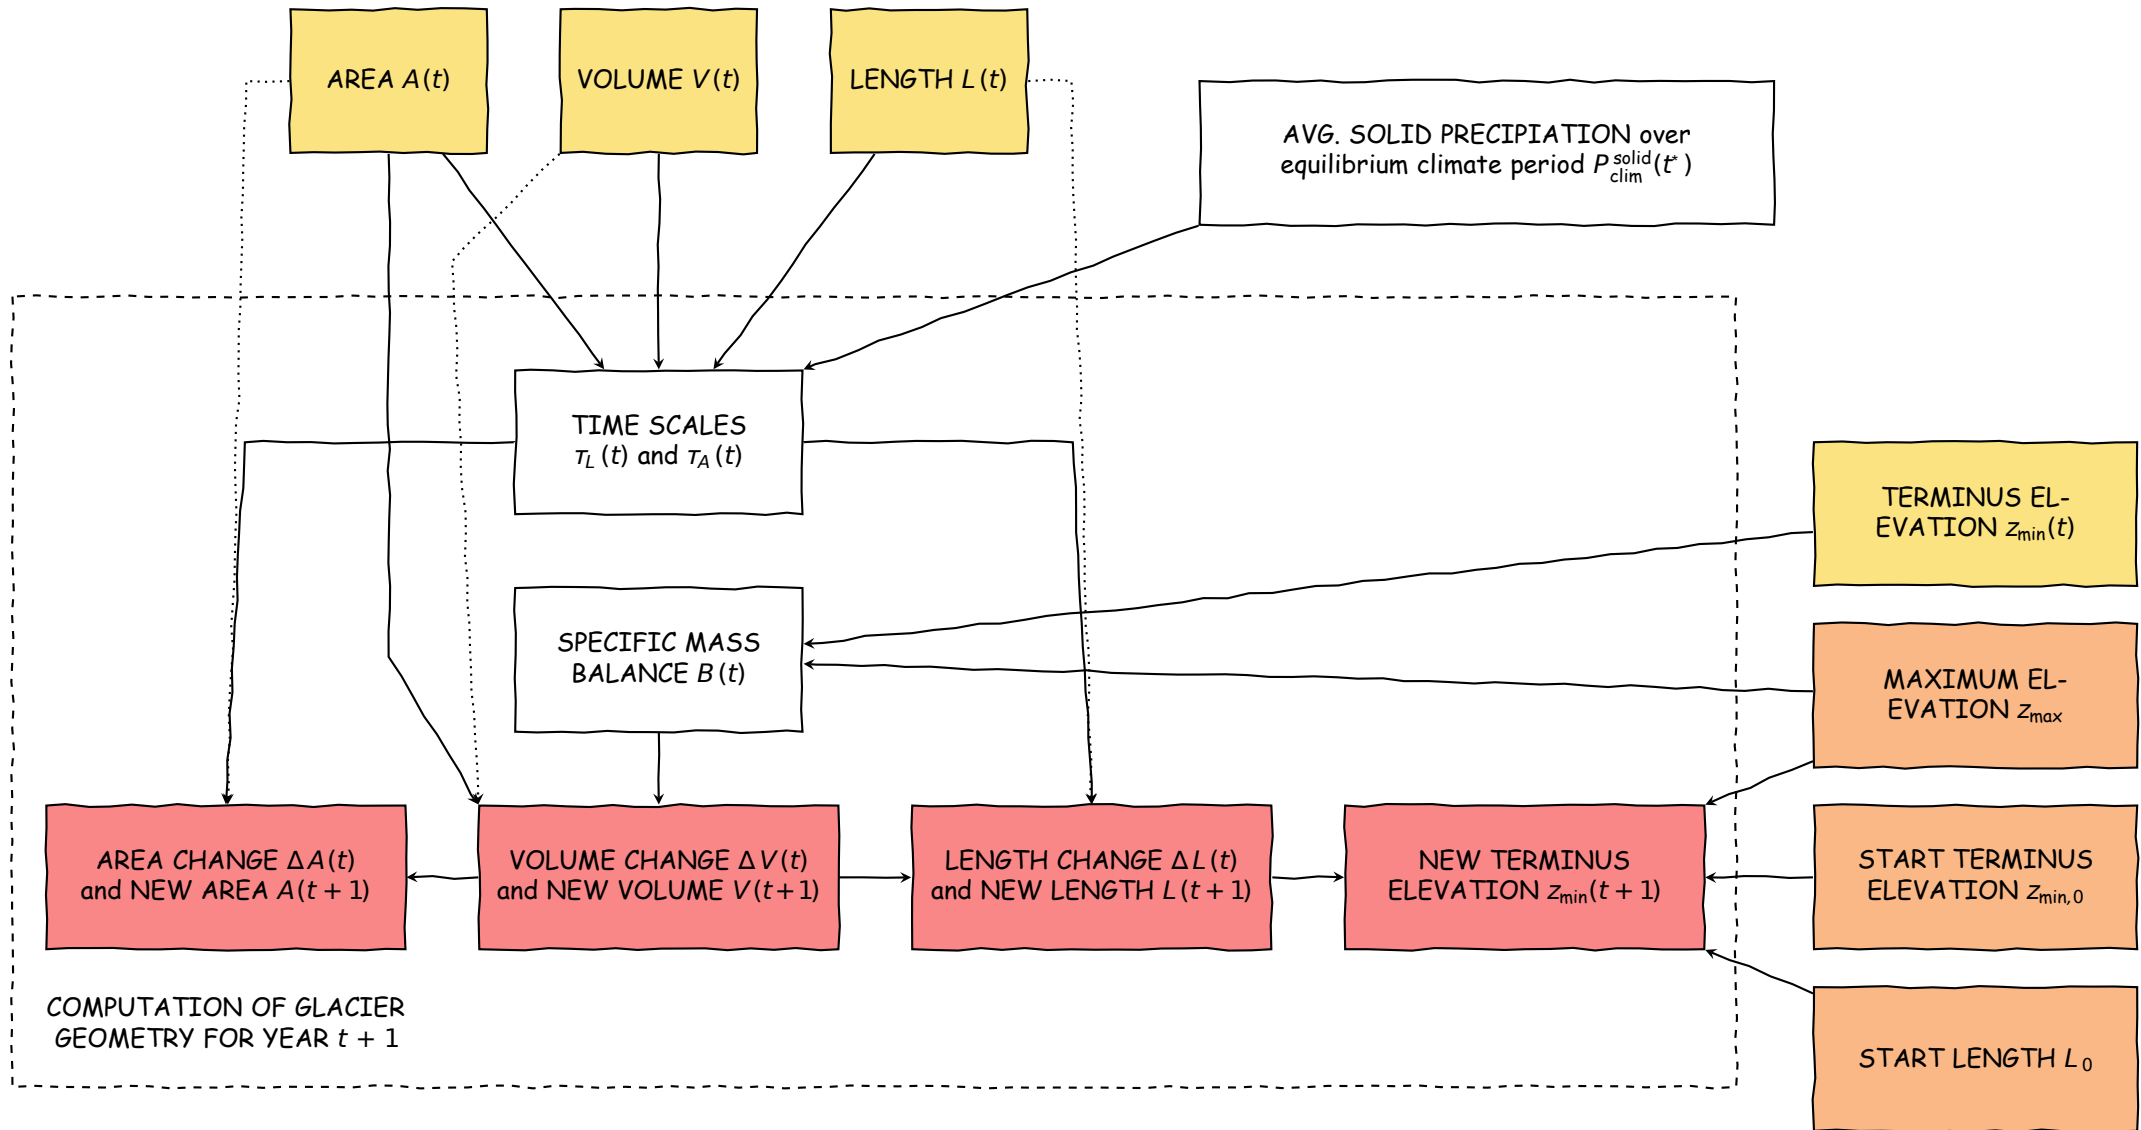 AREA A(t)
VOLUME V(t)
LENGTH L(t)
AVG. SOLID PRECIPIATION over
equilibrium climate period P_clim^solid(t*)
TIME SCALES
τ_L(t) and τ_A(t)
TERMINUS EL-
EVATION z_min(t)
SPECIFIC MASS
BALANCE B(t)
MAXIMUM EL-
EVATION z_max
AREA CHANGE ΔA(t)
and NEW AREA A(t+1)
VOLUME CHANGE ΔV(t)
and NEW VOLUME V(t+1)
LENGTH CHANGE ΔL(t)
and NEW LENGTH L(t+1)
NEW TERMINUS
ELEVATION z_min(t+1)
START TERMINUS
ELEVATION z_min,0
COMPUTATION OF GLACIER
GEOMETRY FOR YEAR t + 1
START LENGTH L_0